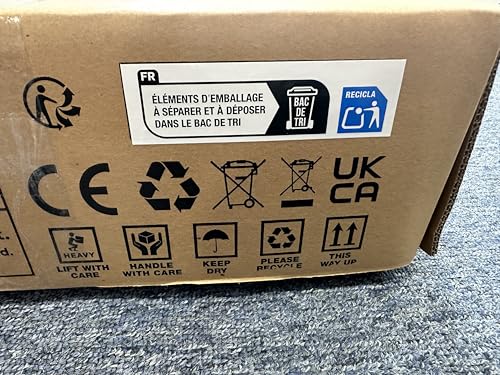 FR
ÉLÉMENTS D'EMBALLAGE
À SÉPARER ET À DÉPOSER
DANS LE BAC DE TRI
BAC
DE
TRI
RECICLA
CE
UK
CA
t.
d.
HEAVY
LIFT WITH
CARE
HANDLE
WITH CARE
KEEP
DRY
PLEASE
RECYCLE
THIS
WAY UP